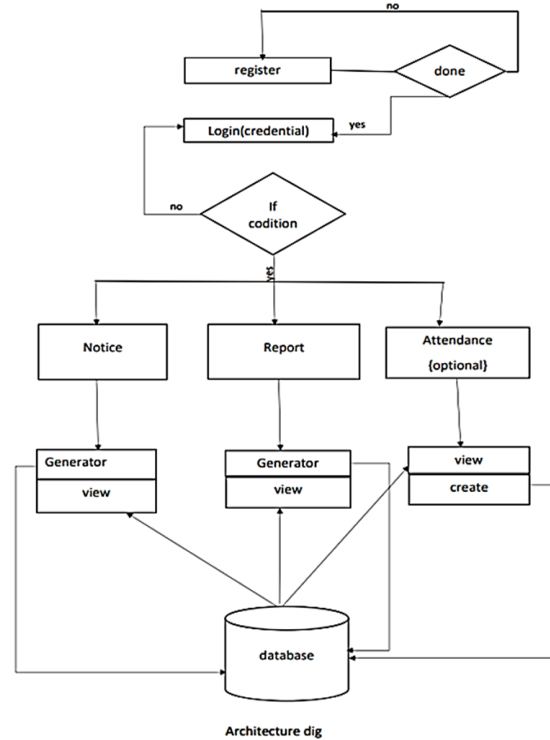 no
register
done
Login(credential)
yes
If
codition
no
yes
Notice
Report
Attendance
{optional}
Generator
view
Generator
view
view
create
database
Architecture dig